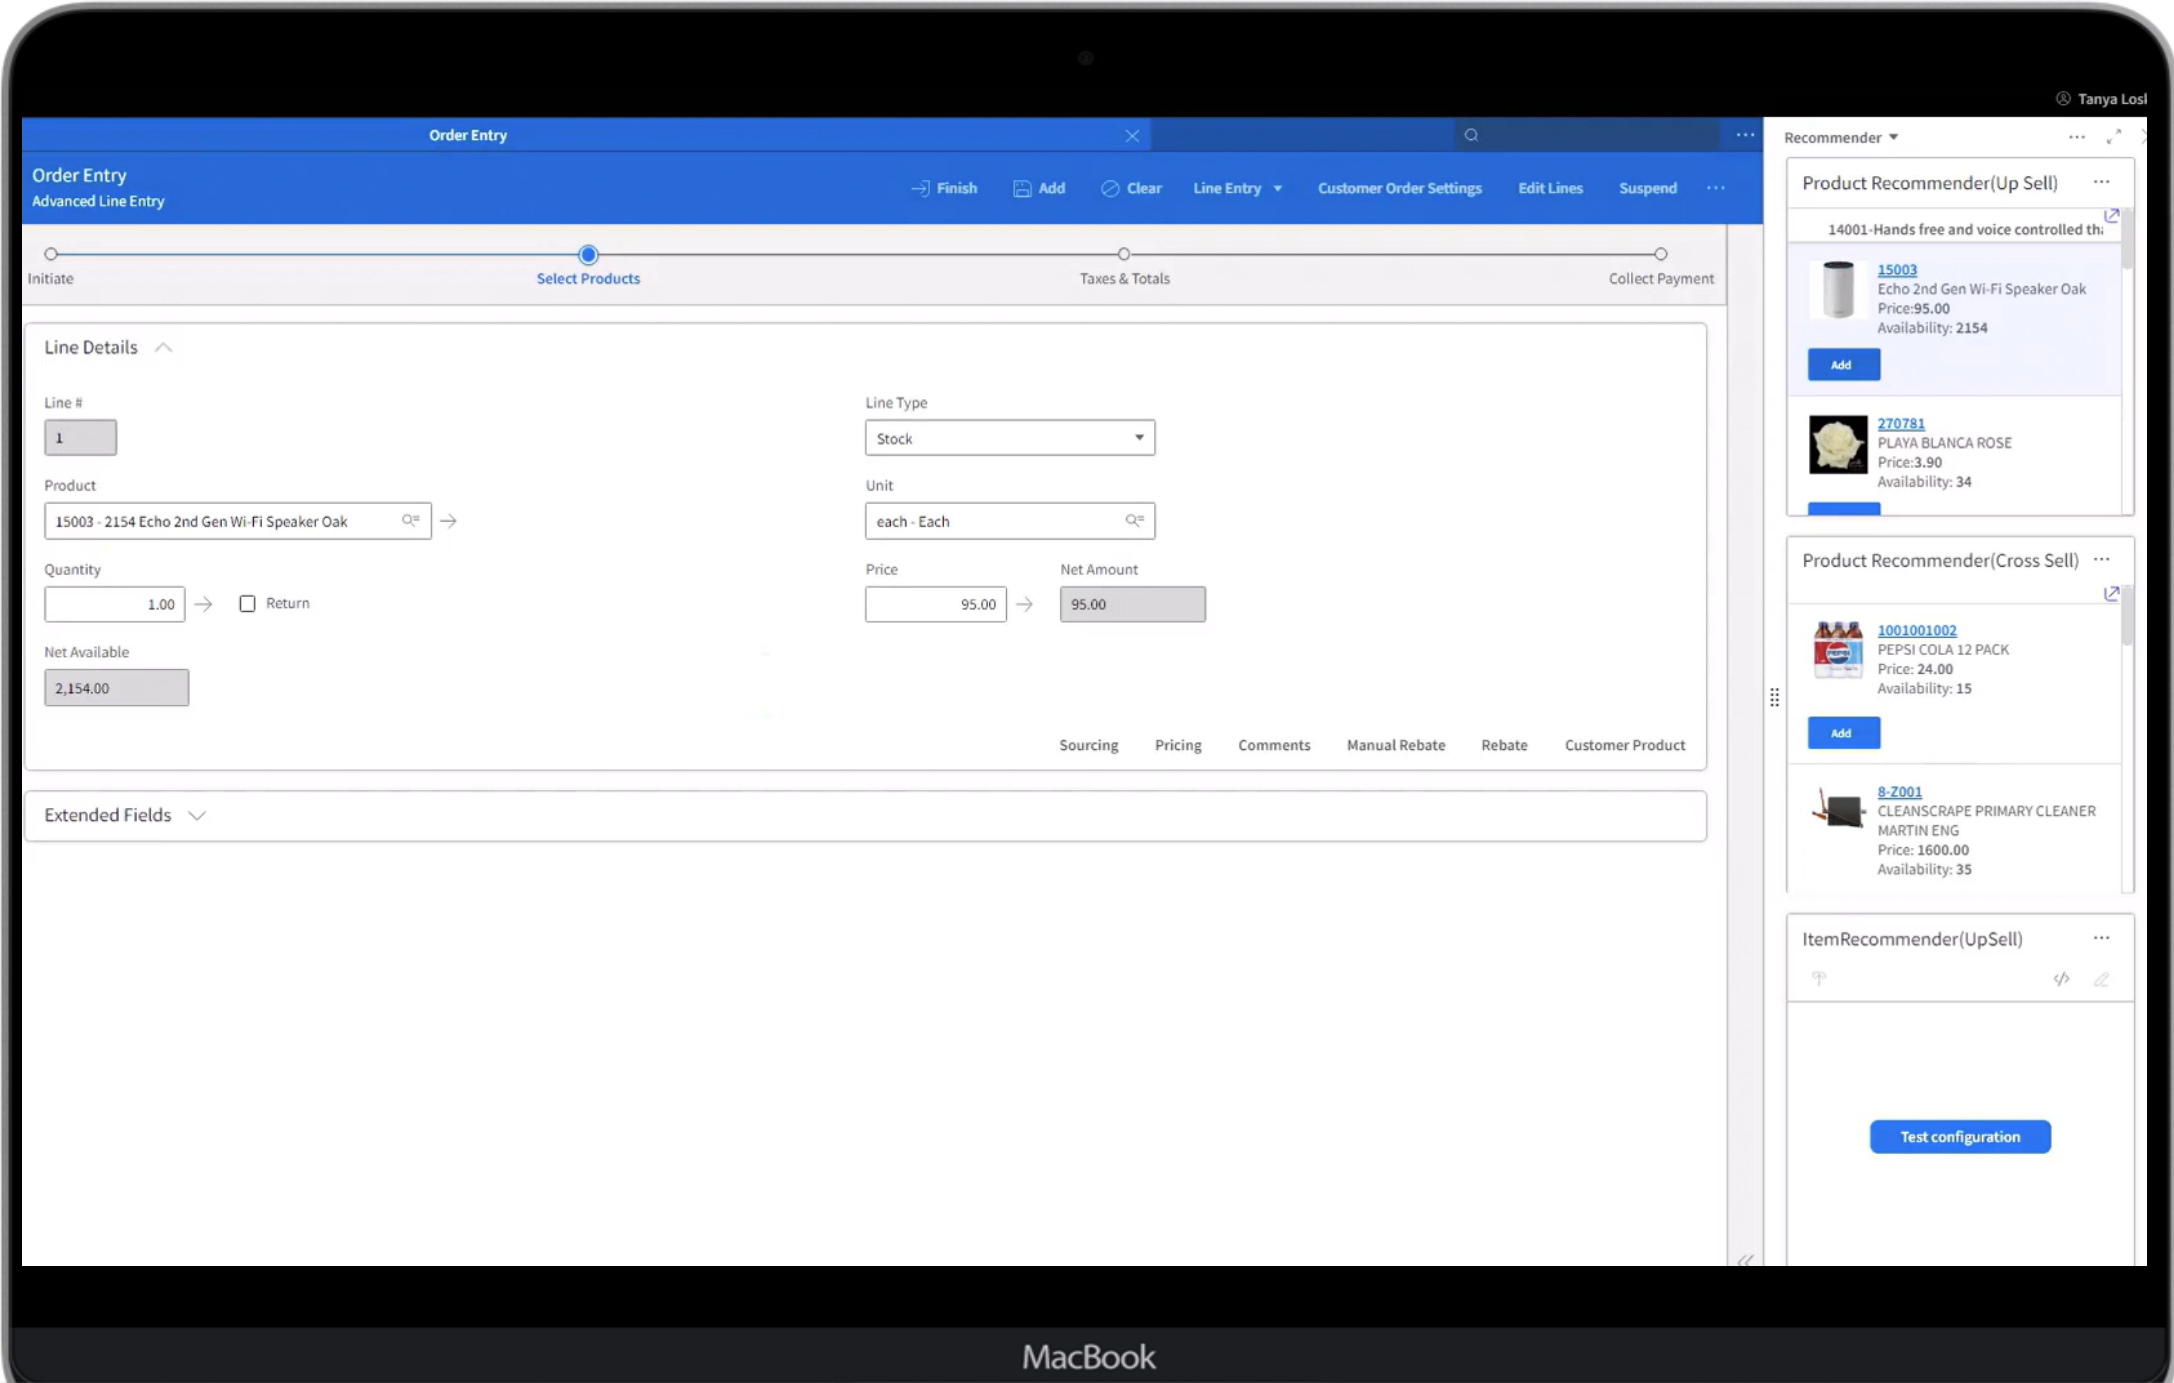 Tanya Losl
Order Entry
Recommender
Order Entry
Advanced Line Entry
Finish
Add
Clear
Line Entry
Customer Order Settings
Edit Lines
Suspend
Initiate
Select Products
Taxes & Totals
Collect Payment
Line Details
Line #
1
Line Type
Stock
Product
15003 - 2154 Echo 2nd Gen Wi-Fi Speaker Oak
Unit
each - Each
Quantity
1.00
Return
Price
95.00
Net Amount
95.00
Net Available
2,154.00
Sourcing
Pricing
Comments
Manual Rebate
Rebate
Customer Product
Extended Fields
Product Recommender(Up Sell)
14001-Hands free and voice controlled tha
15003
Echo 2nd Gen Wi-Fi Speaker Oak
Price:95.00
Availability: 2154
Add
270781
PLAYA BLANCA ROSE
Price:3.90
Availability: 34
Product Recommender(Cross Sell)
PEPSI
1001001002
PEPSI COLA 12 PACK
Price: 24.00
Availability: 15
Add
8-Z001
CLEANSCRAPE PRIMARY CLEANER
MARTIN ENG
Price: 1600.00
Availability: 35
ItemRecommender(UpSell)
Test configuration
MacBook